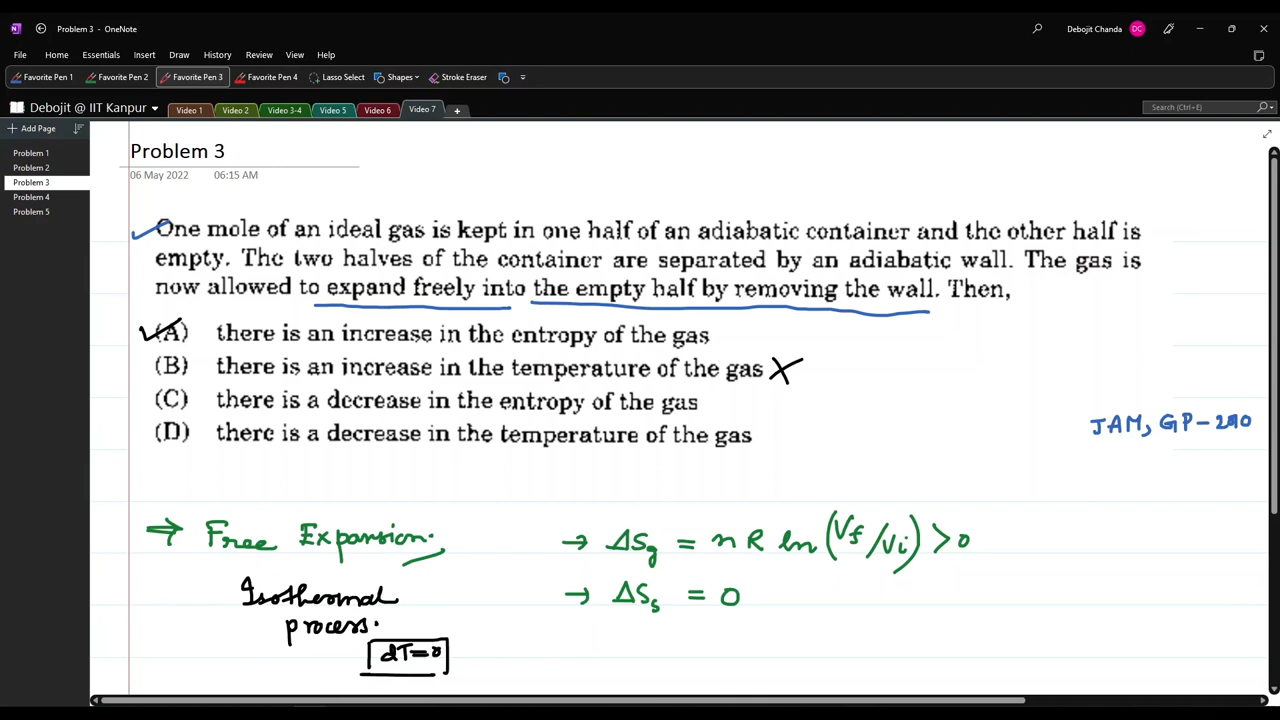 Problem 3 - OneNote
Debojit Chanda DC
File Home Essentials Insert Draw History Review View Help
Favorite Pen 1 Favorite Pen 2 Favorite Pen 3 Favorite Pen 4 Lasso Select Shapes Stroke Eraser
Debojit @ IIT Kanpur Video 1 Video 2 Video 3-4 Video 5 Video 6 Video 7 + Search (Ctrl+E)
+ Add Page
Problem 1
Problem 2
Problem 3
Problem 4
Problem 5
Problem 3
06 May 2022 06:15 AM
One mole of an ideal gas is kept in one half of an adiabatic container and the other half is
empty. The two halves of the container are separated by an adiabatic wall. The gas is
now allowed to expand freely into the empty half by removing the wall. Then,
(A) there is an increase in the entropy of the gas
(B) there is an increase in the temperature of the gas
(C) there is a decrease in the entropy of the gas
(D) there is a decrease in the temperature of the gas
JAM, GP-
⇒ Free Expansion. → ΔSg = nR ln(Vf/Vi) > 0
Isothermal → ΔSs = 0
process.
dT=0